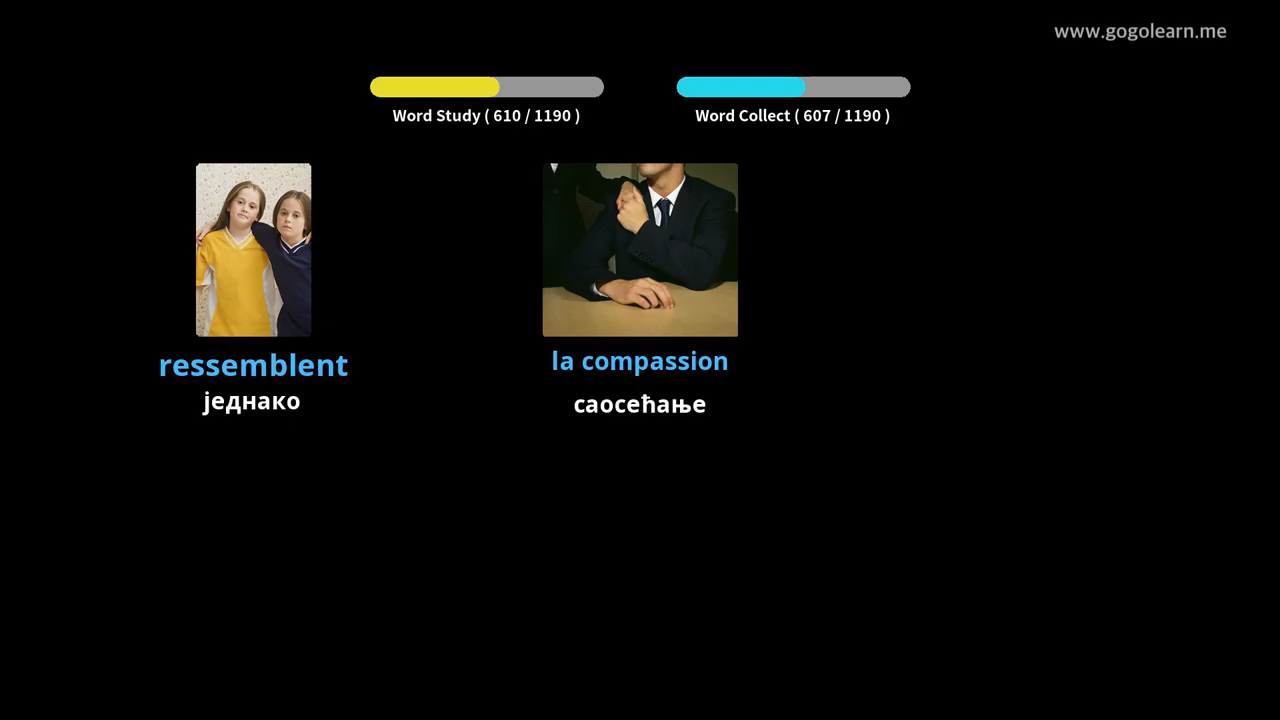 www.gogolearn.me
Word Study ( 610 / 1190 )
Word Collect ( 607 / 1190 )
ressemblent
једнако
la compassion
саосећање